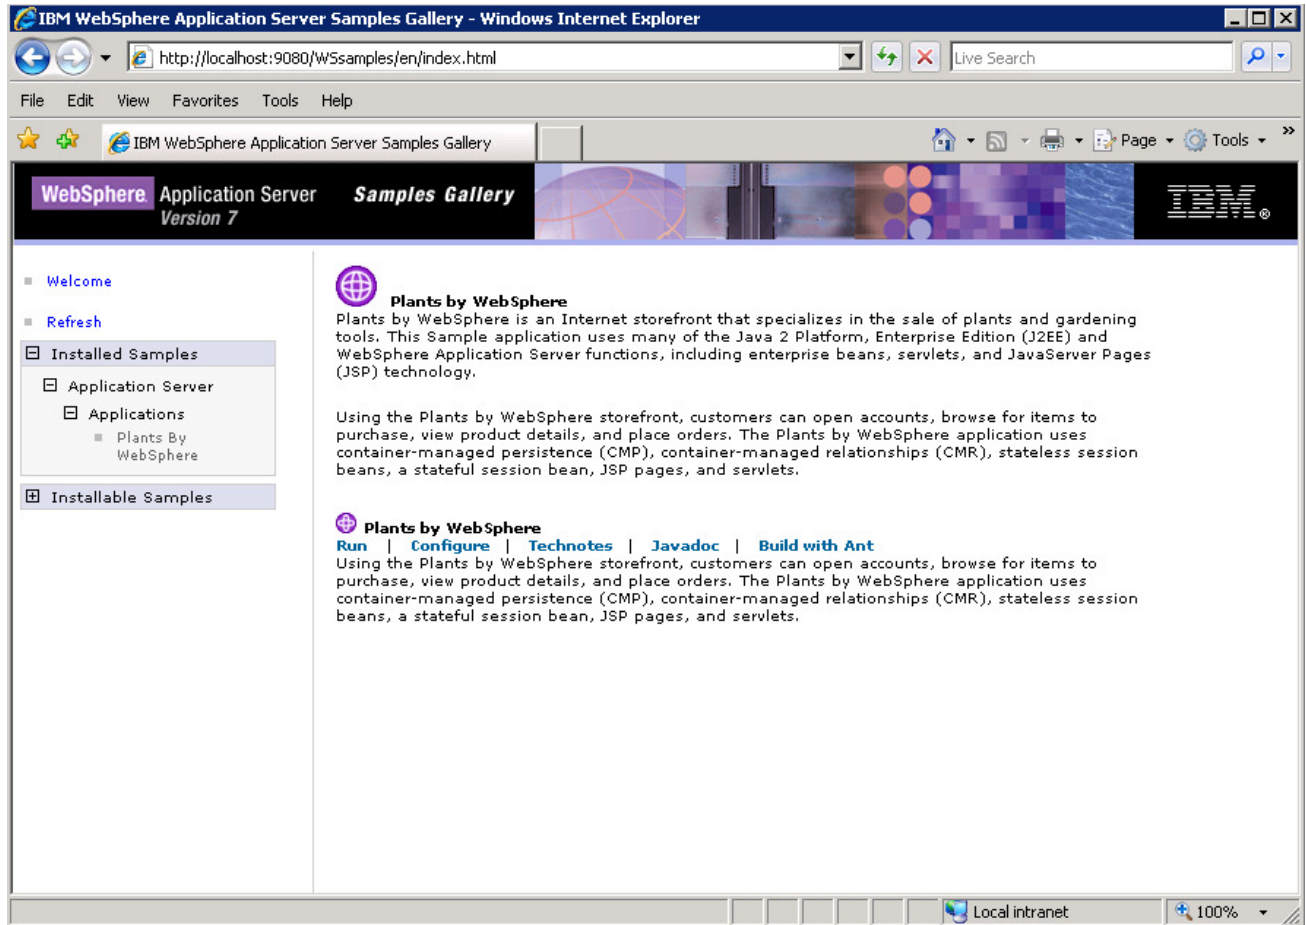 IBM WebSphere Application Server Samples Gallery - Windows Internet Explorer
http://localhost:9080/WSsamples/en/index.html
Live Search
File Edit View Favorites Tools Help
IBM WebSphere Application Server Samples Gallery
Page Tools »
WebSphere. Application Server Samples Gallery
Version 7
IBM®
Welcome
Refresh
Installed Samples
Application Server
Applications
Plants By
WebSphere
Installable Samples
Plants by WebSphere
Plants by WebSphere is an Internet storefront that specializes in the sale of plants and gardening
tools. This Sample application uses many of the Java 2 Platform, Enterprise Edition (J2EE) and
WebSphere Application Server functions, including enterprise beans, servlets, and JavaServer Pages
(JSP) technology.
Using the Plants by WebSphere storefront, customers can open accounts, browse for items to
purchase, view product details, and place orders. The Plants by WebSphere application uses
container-managed persistence (CMP), container-managed relationships (CMR), stateless session
beans, a stateful session bean, JSP pages, and servlets.
Plants by WebSphere
Run | Configure | Technotes | Javadoc | Build with Ant
Using the Plants by WebSphere storefront, customers can open accounts, browse for items to
purchase, view product details, and place orders. The Plants by WebSphere application uses
container-managed persistence (CMP), container-managed relationships (CMR), stateless session
beans, a stateful session bean, JSP pages, and servlets.
Local intranet
100%